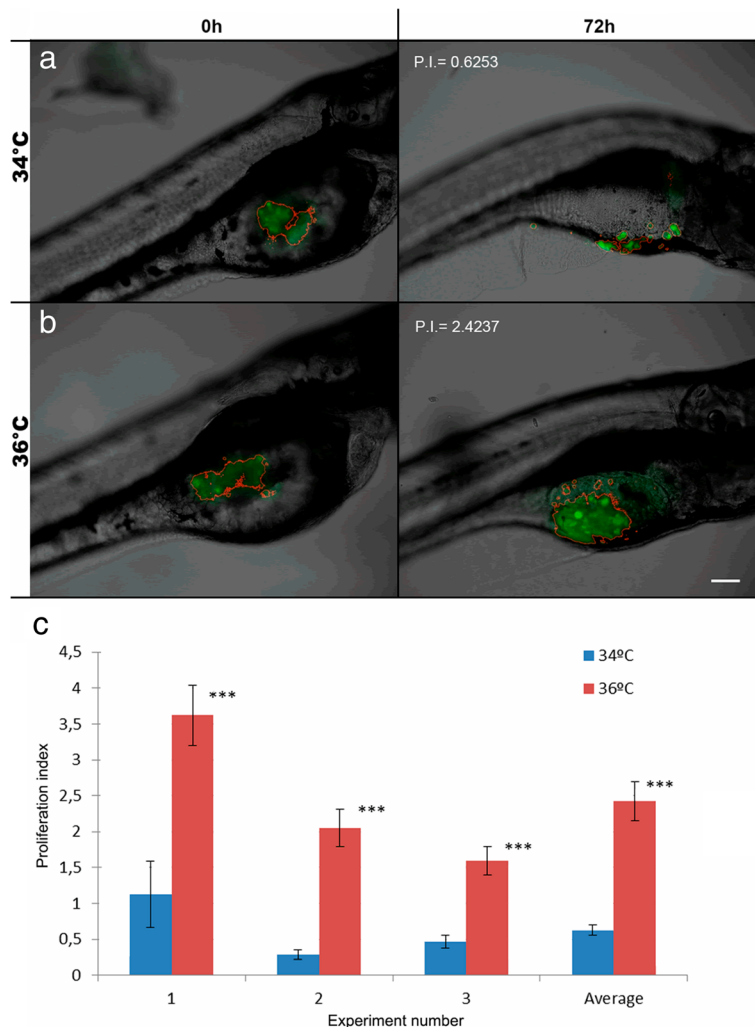 0h 72h
a
P.I.= 0.6253
34°C
b
P.I.= 2.4237
36°C
c
4,5
4
3,5
3
2,5
2
1,5
1
0,5
0
Proliferation index
34ºC
36ºC
***
***
***
***
1 2 3 Average
Experiment number